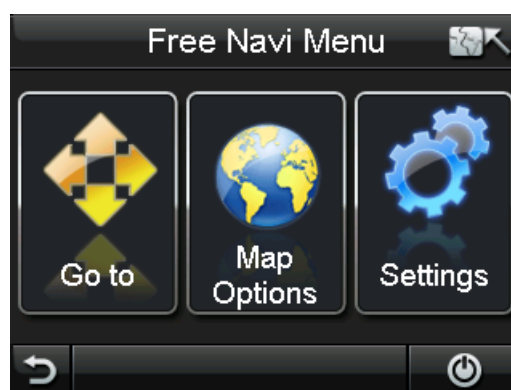 Free Navi Menu
Go to
Map
Options
Settings